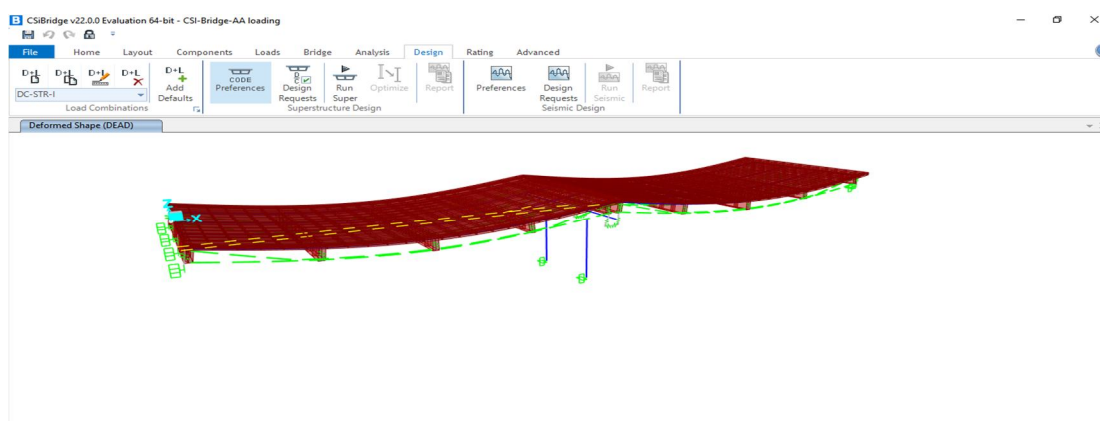 B CSiBridge v22.0.0 Evaluation 64-bit - CSI-Bridge-AA loading
File Home Layout Components Loads Bridge Analysis Design Rating Advanced
D+L D+L D+L D+L
DC-STR-I
Load Combinations
D+L
Add
Defaults
CODE
Preferences
Design
Requests
Run
Super
Optimize
Report
Superstructure Design
Preferences
Design
Requests
Run
Seismic
Report
Seismic Design
Deformed Shape (DEAD)
Z
X